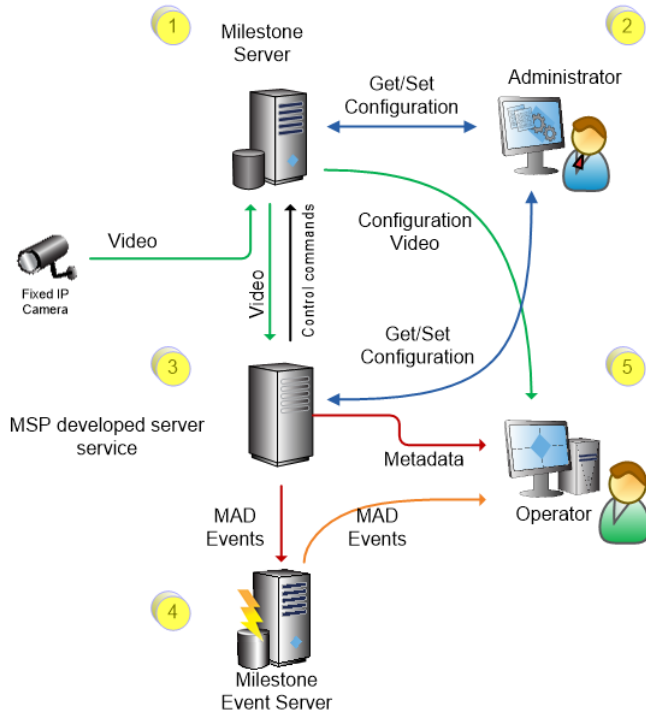 1
Milestone
Server
2
Administrator
Get/Set
Configuration
Video
Fixed IP
Camera
Configuration
Video
Video
Control commands
3
MSP developed server
service
Get/Set
Configuration
5
Metadata
Operator
MAD
Events
MAD
Events
4
Milestone
Event Server